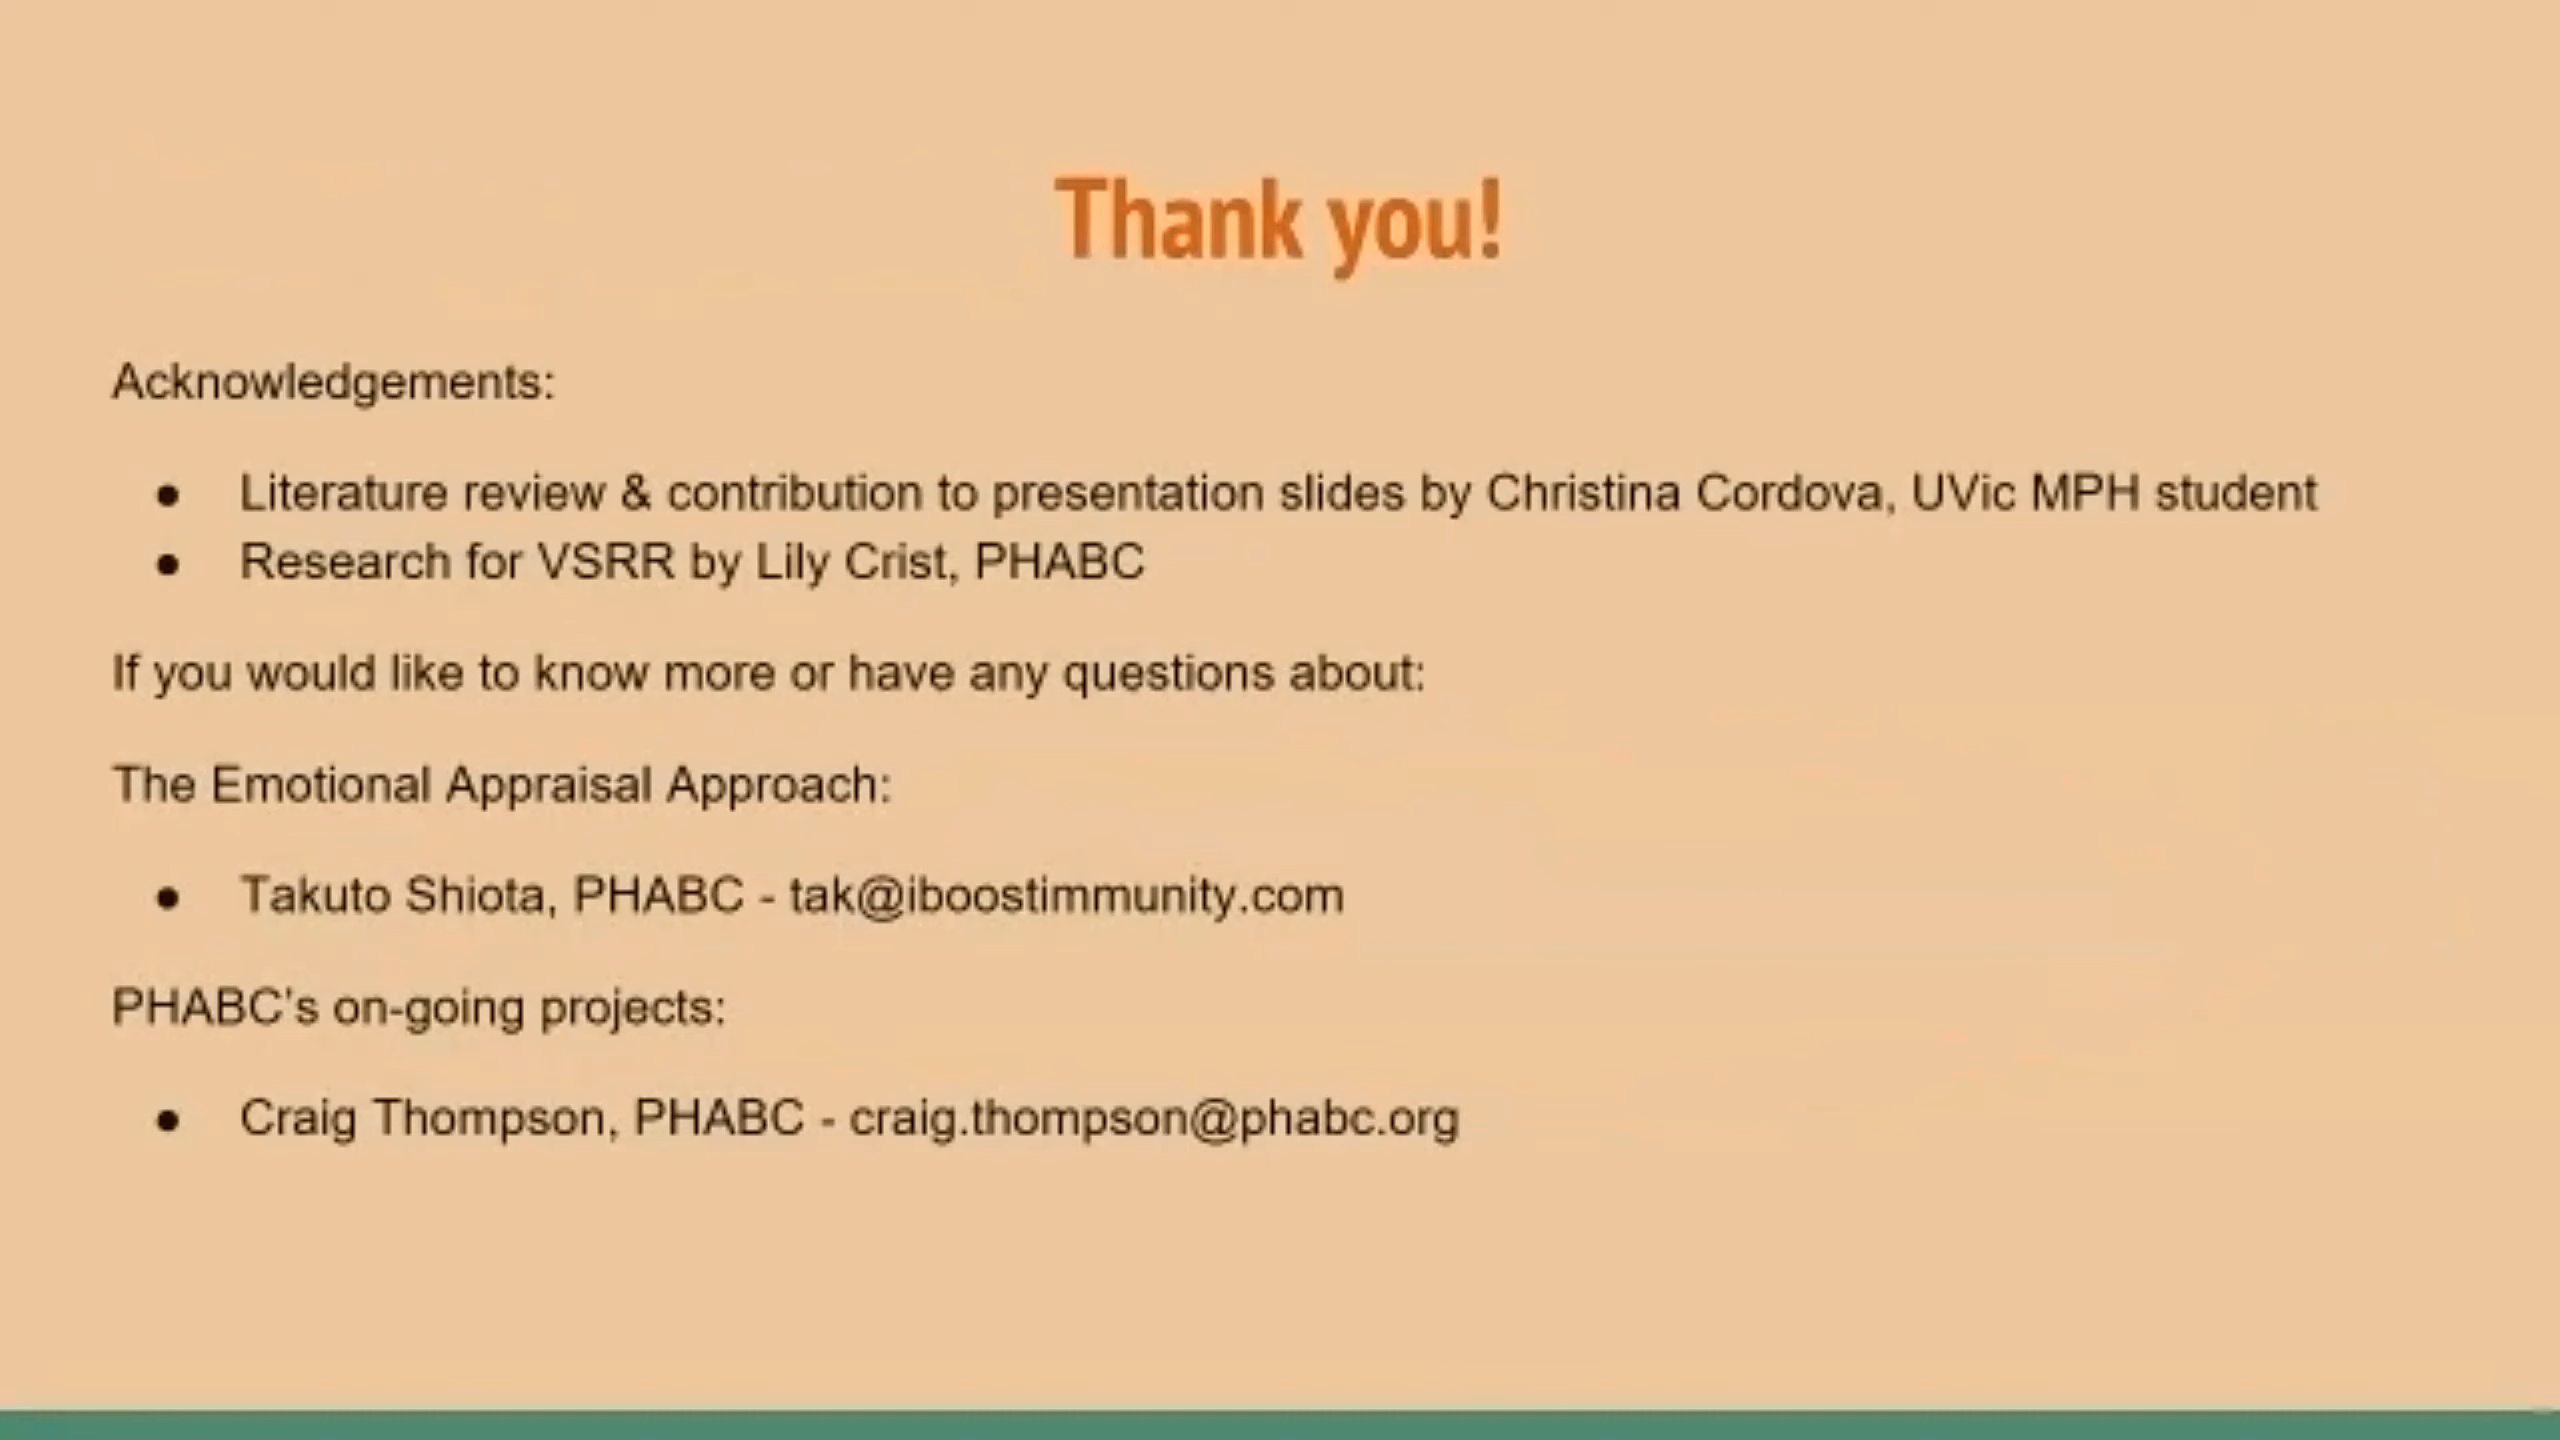 Thank you!
Acknowledgements:
● Literature review & contribution to presentation slides by Christina Cordova, UVic MPH student
● Research for VSRR by Lily Crist, PHABC
If you would like to know more or have any questions about:
The Emotional Appraisal Approach:
● Takuto Shiota, PHABC - tak@iboostimmunity.com
PHABC's on-going projects:
● Craig Thompson, PHABC - craig.thompson@phabc.org